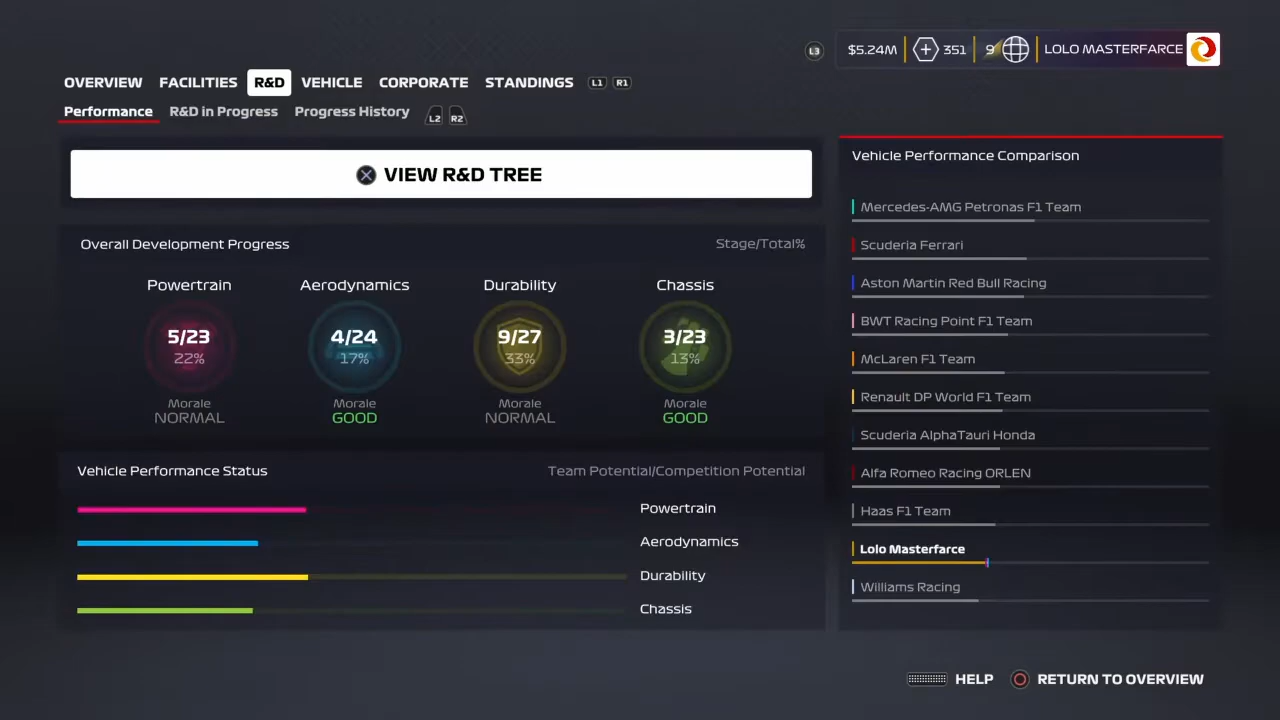 L3 $5.24M 351 9 LOLO MASTERFARCE
OVERVIEW FACILITIES R&D VEHICLE CORPORATE STANDINGS L1 R1
Performance R&D in Progress Progress History L2 R2
VIEW R&D TREE
Overall Development Progress Stage/Total%
Powertrain Aerodynamics Durability Chassis
5/23 4/24 9/27 3/23
22% 17% 33% 13%
Morale Morale Morale Morale
NORMAL GOOD NORMAL GOOD
Vehicle Performance Status Team Potential/Competition Potential
Powertrain
Aerodynamics
Durability
Chassis
Vehicle Performance Comparison
Mercedes-AMG Petronas F1 Team
Scuderia Ferrari
Aston Martin Red Bull Racing
BWT Racing Point F1 Team
McLaren F1 Team
Renault DP World F1 Team
Scuderia AlphaTauri Honda
Alfa Romeo Racing ORLEN
Haas F1 Team
Lolo Masterfarce
Williams Racing
HELP RETURN TO OVERVIEW